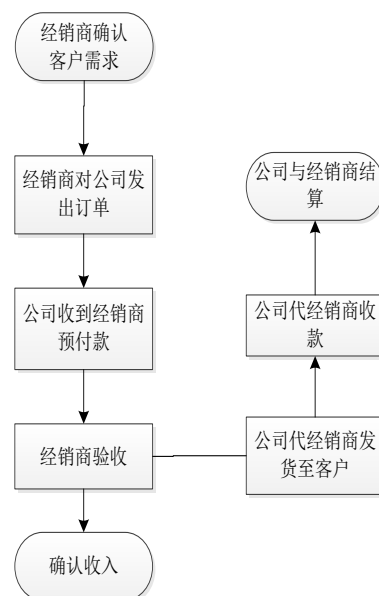 经销商确认
客户需求
经销商对公司发
出订单
公司收到经销商
预付款
经销商验收
确认收入
公司代经销商发
货至客户
公司代经销商收
款
公司与经销商结
算